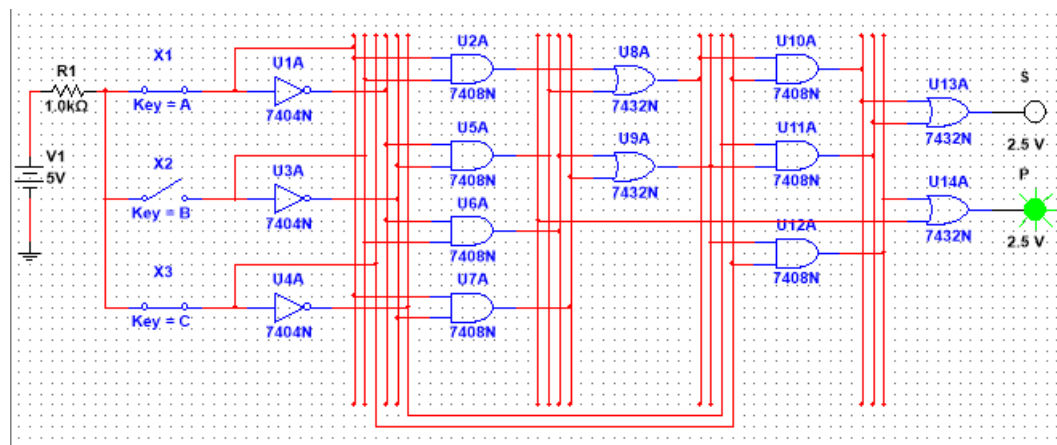 R1
1.0kΩ
V1
5V
X1
Key = A
X2
Key = B
X3
Key = C
U1A
7404N
U3A
7404N
U4A
7404N
U2A
7408N
U5A
7408N
U6A
7408N
U7A
7408N
U8A
7432N
U9A
7432N
U10A
7408N
U11A
7408N
U12A
7408N
U13A
7432N
U14A
7432N
S
2.5 V
P
2.5 V